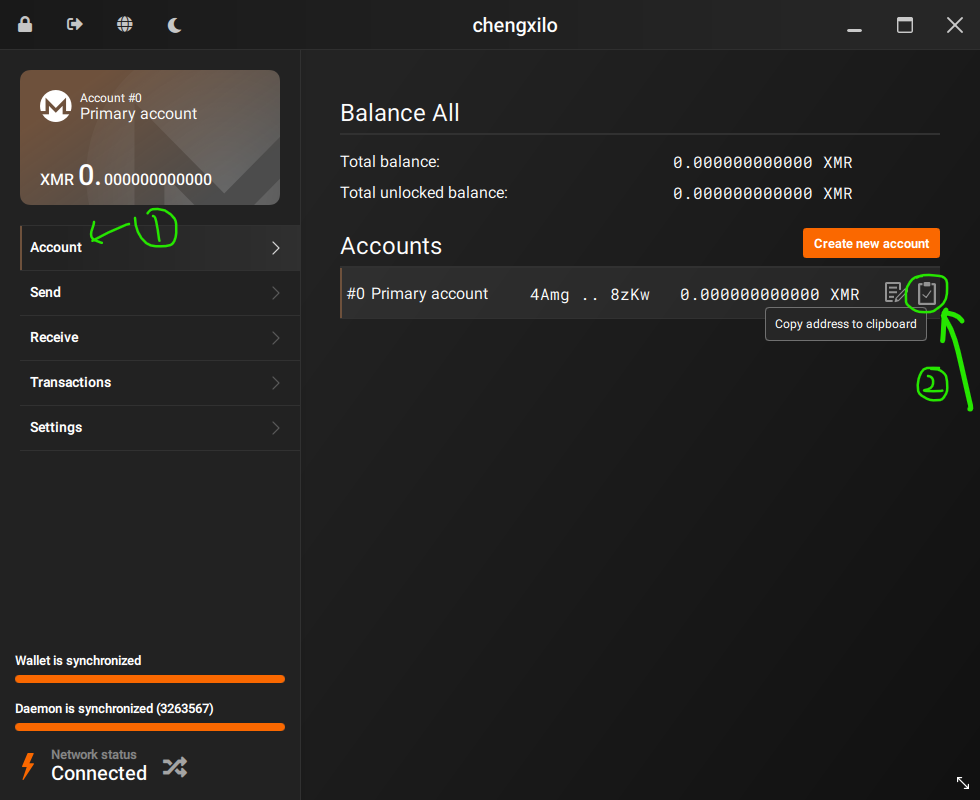 chengxilo
Account #0
Primary account
XMR 0.000000000000
1
Account
Send
Receive
Transactions
Settings
Balance All
Total balance: 0.000000000000 XMR
Total unlocked balance: 0.000000000000 XMR
Accounts
Create new account
#0 Primary account 4Amg .. 8zKw 0.000000000000 XMR
Copy address to clipboard
2
Wallet is synchronized
Daemon is synchronized (3263567)
Network status
Connected